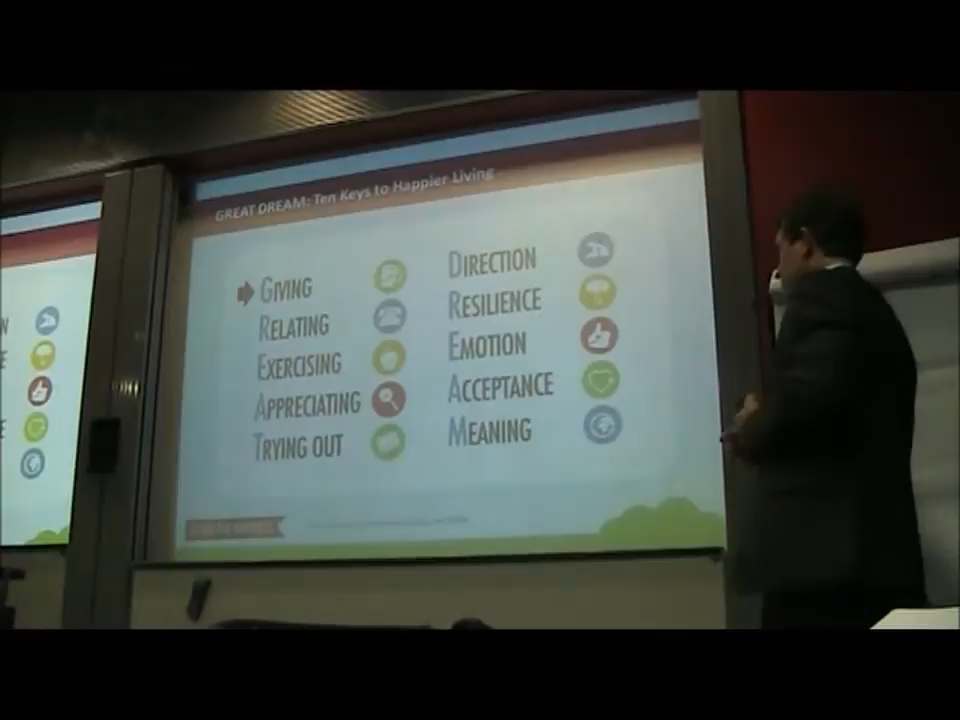 GREAT DREAM: Ten Keys to Happier Living
GIVING
RELATING
EXERCISING
APPRECIATING
TRYING OUT
DIRECTION
RESILIENCE
EMOTION
ACCEPTANCE
MEANING
N
E
E